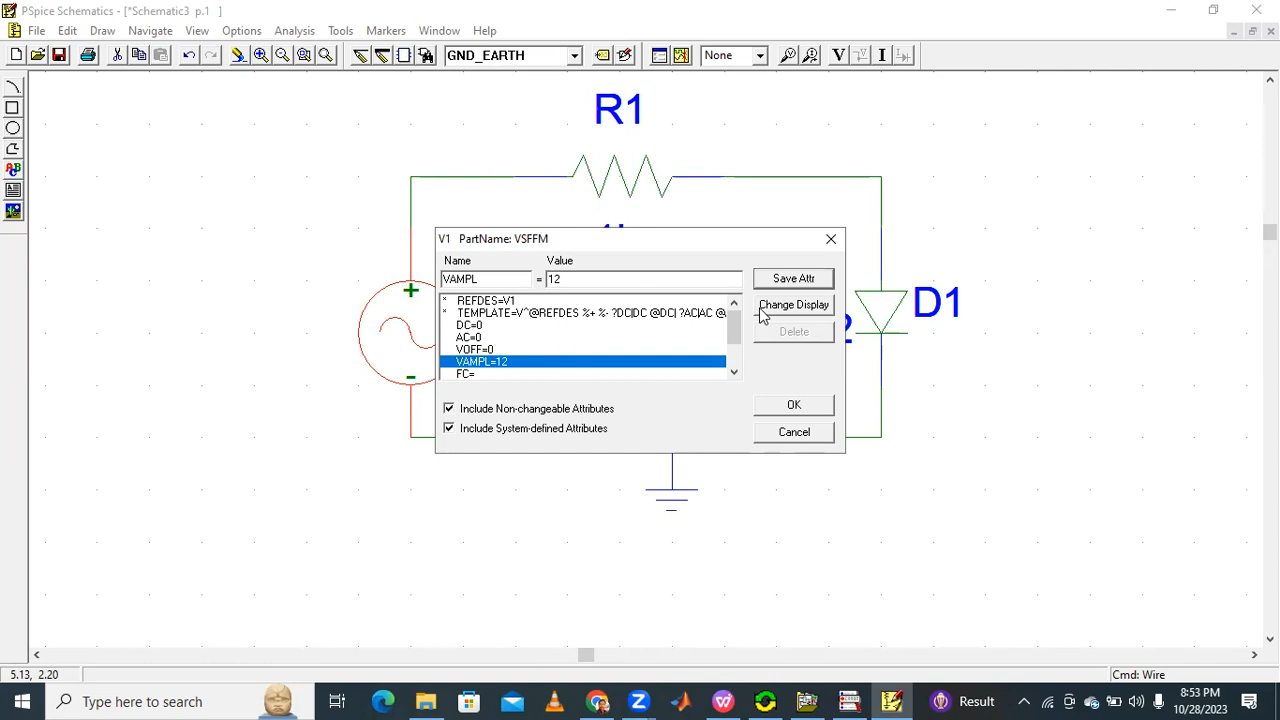 PSpice Schematics - [*Schematic3 p.1 ]
File Edit Draw Navigate View Options Analysis Tools Markers Window Help
GND_EARTH None V I
R1
D1
V1 PartName: VSFFM
Name Value
VAMPL = 12 Save Attr
* REFDES=V1 Change Display
* TEMPLATE=V^@REFDES %+ %- ?DC|DC @DC| ?AC|AC @
DC=0 Delete
AC=0
VOFF=0
VAMPL=12
FC=
OK
Include Non-changeable Attributes
Include System-defined Attributes Cancel
5.13, 2.20 Cmd: Wire
Type here to search Result 8:53 PM
10/28/2023